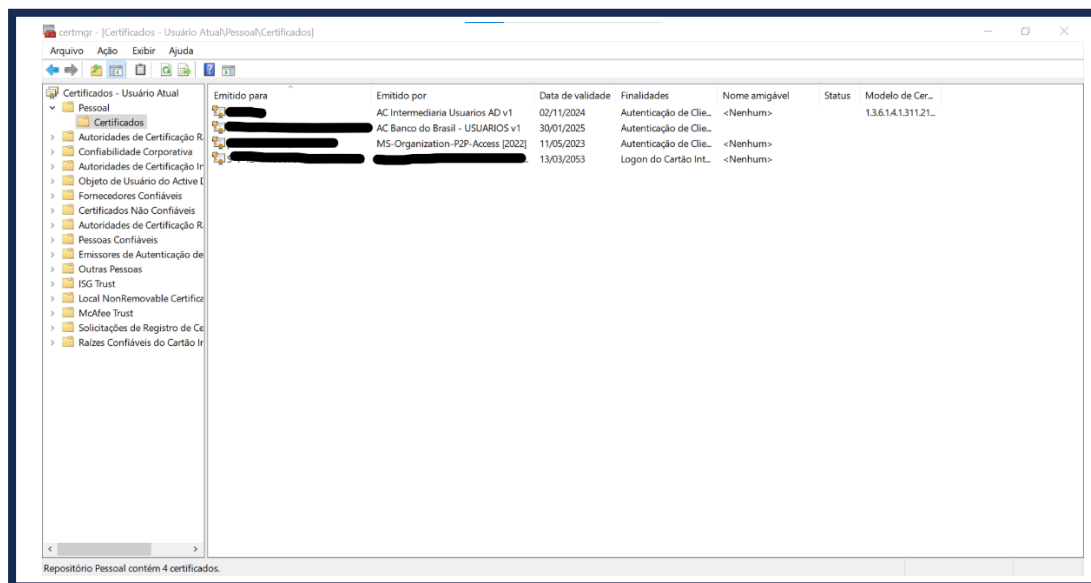 certmgr - [Certificados - Usuário Atual\Pessoal\Certificados]
Arquivo Ação Exibir Ajuda
Certificados - Usuário Atual
Pessoal
Certificados
Autoridades de Certificação R
Confiabilidade Corporativa
Autoridades de Certificação In
Objeto de Usuário do Active D
Fornecedores Confiáveis
Certificados Não Confiáveis
Autoridades de Certificação R
Pessoas Confiáveis
Emissores de Autenticação de
Outras Pessoas
ISG Trust
Local NonRemovable Certifica
McAfee Trust
Solicitações de Registro de Ce
Raízes Confiáveis do Cartão In
Emitido para Emitido por Data de validade Finalidades Nome amigável Status Modelo de Cer...
AC Intermediaria Usuarios AD v1 02/11/2024 Autenticação de Clie... <Nenhum> 1.3.6.1.4.1.311.21...
AC Banco do Brasil - USUARIOS v1 30/01/2025 Autenticação de Clie... <Nenhum>
MS-Organization-P2P-Access [2022] 11/05/2023 Autenticação de Clie... <Nenhum>
13/03/2053 Logon do Cartão Int... <Nenhum>
Repositório Pessoal contém 4 certificados.